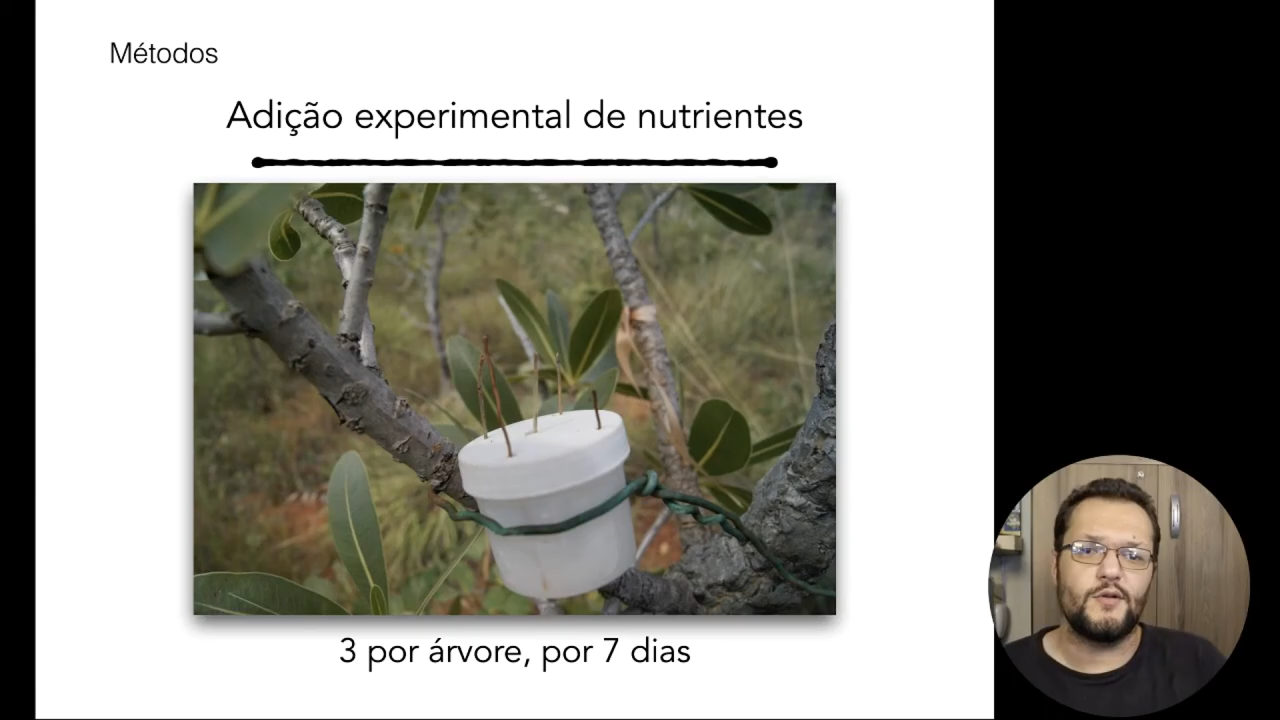 Métodos
Adição experimental de nutrientes
3 por árvore, por 7 dias